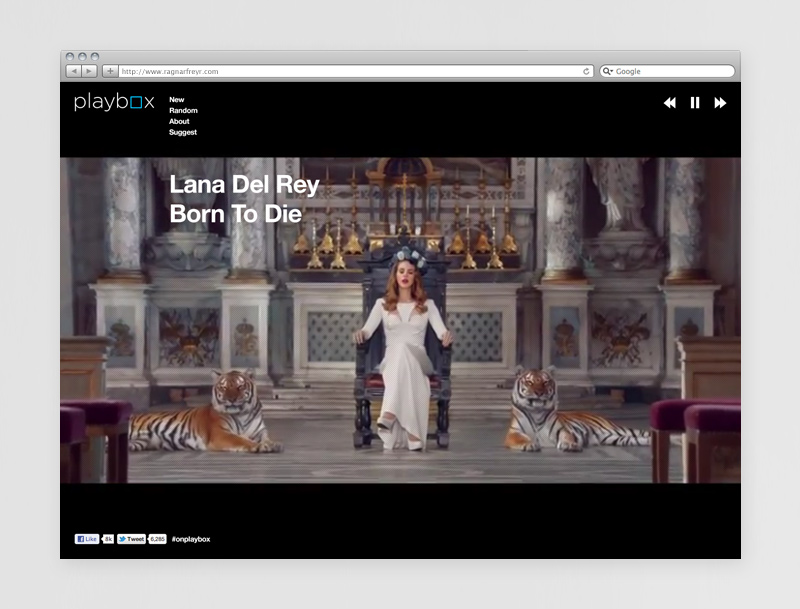 http://www.ragnarfreyr.com
Google
playbox
New
Random
About
Suggest
Lana Del Rey
Born To Die
Like
8k
Tweet
6,285
#onplaybox